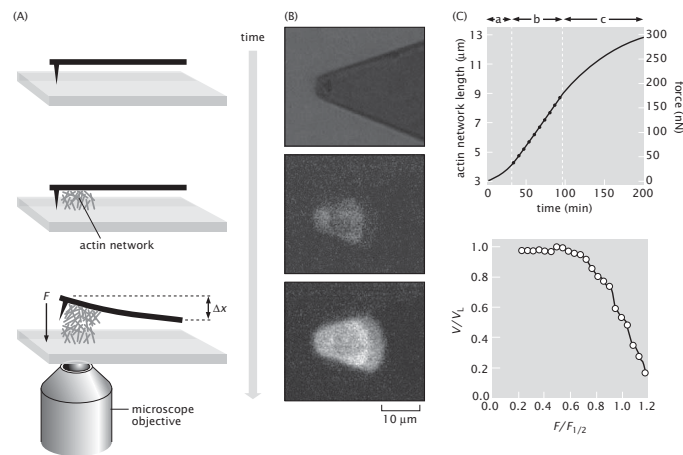 (A)
time
actin network
F
Δx
microscope
objective
(B)
10 μm
(C)
a b c
actin network length (μm)
13
11
9
7
5
3
force (nN)
300
250
200
150
100
50
0
0 50 100 150 200
time (min)
V/V_L
1.0
0.8
0.6
0.4
0.2
0.0
0.0 0.2 0.4 0.6 0.8 1.0 1.2
F/F_1/2